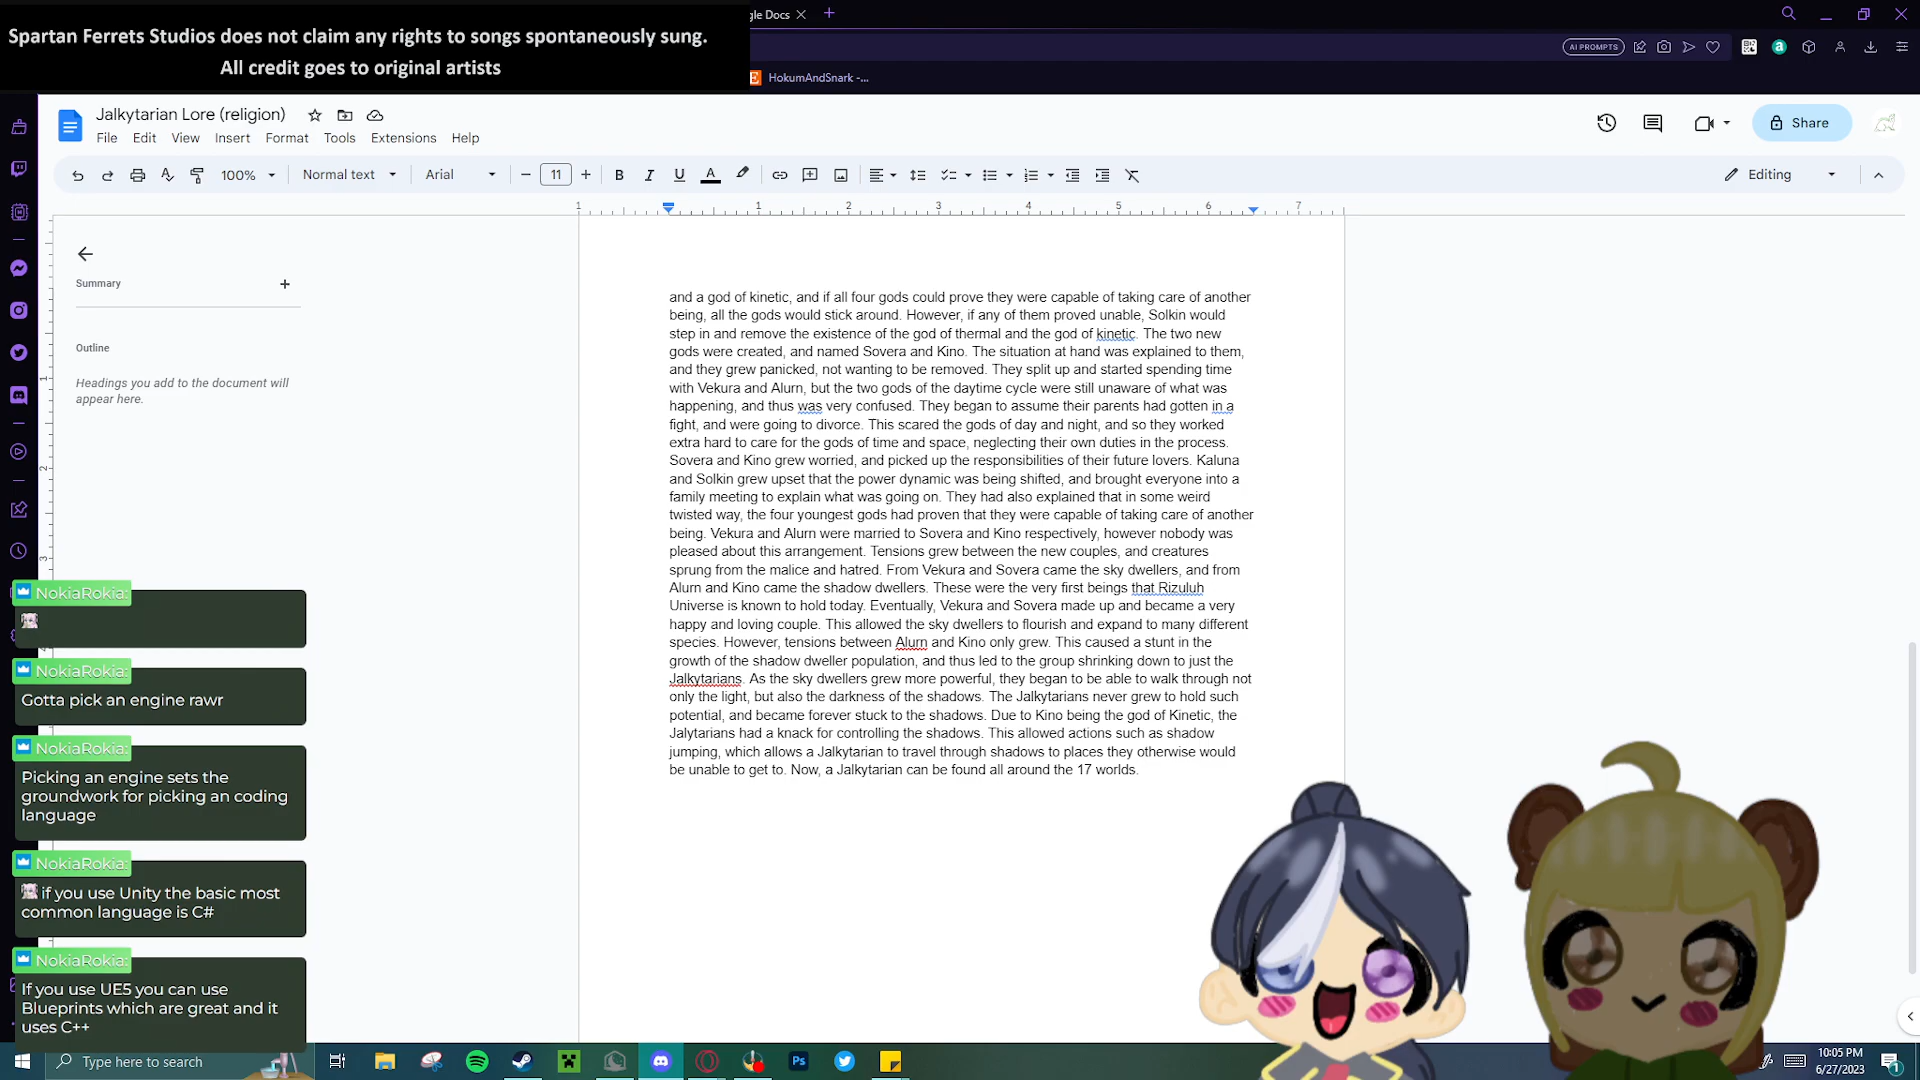 gle Docs
Spartan Ferrets Studios does not claim any rights to songs spontaneously sung.
All credit goes to original artists
AI PROMPTS
HokumAndSnark -...
Jalkytarian Lore (religion)
File Edit View Insert Format Tools Extensions Help
Share
100% Normal text Arial 11 Editing
1 1 2 3 4 5 6 7
Summary
Outline
Headings you add to the document will
appear here.
and a god of kinetic, and if all four gods could prove they were capable of taking care of another
being, all the gods would stick around. However, if any of them proved unable, Solkin would
step in and remove the existence of the god of thermal and the god of kinetic. The two new
gods were created, and named Sovera and Kino. The situation at hand was explained to them,
and they grew panicked, not wanting to be removed. They split up and started spending time
with Vekura and Alurn, but the two gods of the daytime cycle were still unaware of what was
happening, and thus was very confused. They began to assume their parents had gotten in a
fight, and were going to divorce. This scared the gods of day and night, and so they worked
extra hard to care for the gods of time and space, neglecting their own duties in the process.
Sovera and Kino grew worried, and picked up the responsibilities of their future lovers. Kaluna
and Solkin grew upset that the power dynamic was being shifted, and brought everyone into a
family meeting to explain what was going on. They had also explained that in some weird
twisted way, the four youngest gods had proven that they were capable of taking care of another
being. Vekura and Alurn were married to Sovera and Kino respectively, however nobody was
pleased about this arrangement. Tensions grew between the new couples, and creatures
sprung from the malice and hatred. From Vekura and Sovera came the sky dwellers, and from
Alurn and Kino came the shadow dwellers. These were the very first beings that Rizuluh
Universe is known to hold today. Eventually, Vekura and Sovera made up and became a very
happy and loving couple. This allowed the sky dwellers to flourish and expand to many different
species. However, tensions between Alurn and Kino only grew. This caused a stunt in the
growth of the shadow dweller population, and thus led to the group shrinking down to just the
Jalkytarians. As the sky dwellers grew more powerful, they began to be able to walk through not
only the light, but also the darkness of the shadows. The Jalkytarians never grew to hold such
potential, and became forever stuck to the shadows. Due to Kino being the god of Kinetic, the
Jalytarians had a knack for controlling the shadows. This allowed actions such as shadow
jumping, which allows a Jalkytarian to travel through shadows to places they otherwise would
be unable to get to. Now, a Jalkytarian can be found all around the 17 worlds.
NokiaRokia:
NokiaRokia:
Gotta pick an engine rawr
NokiaRokia:
Picking an engine sets the
groundwork for picking an coding
language
NokiaRokia:
if you use Unity the basic most
common language is C#
NokiaRokia:
If you use UE5 you can use
Blueprints which are great and it
uses C++
Type here to search
Ps
10:05 PM
6/27/2023
1